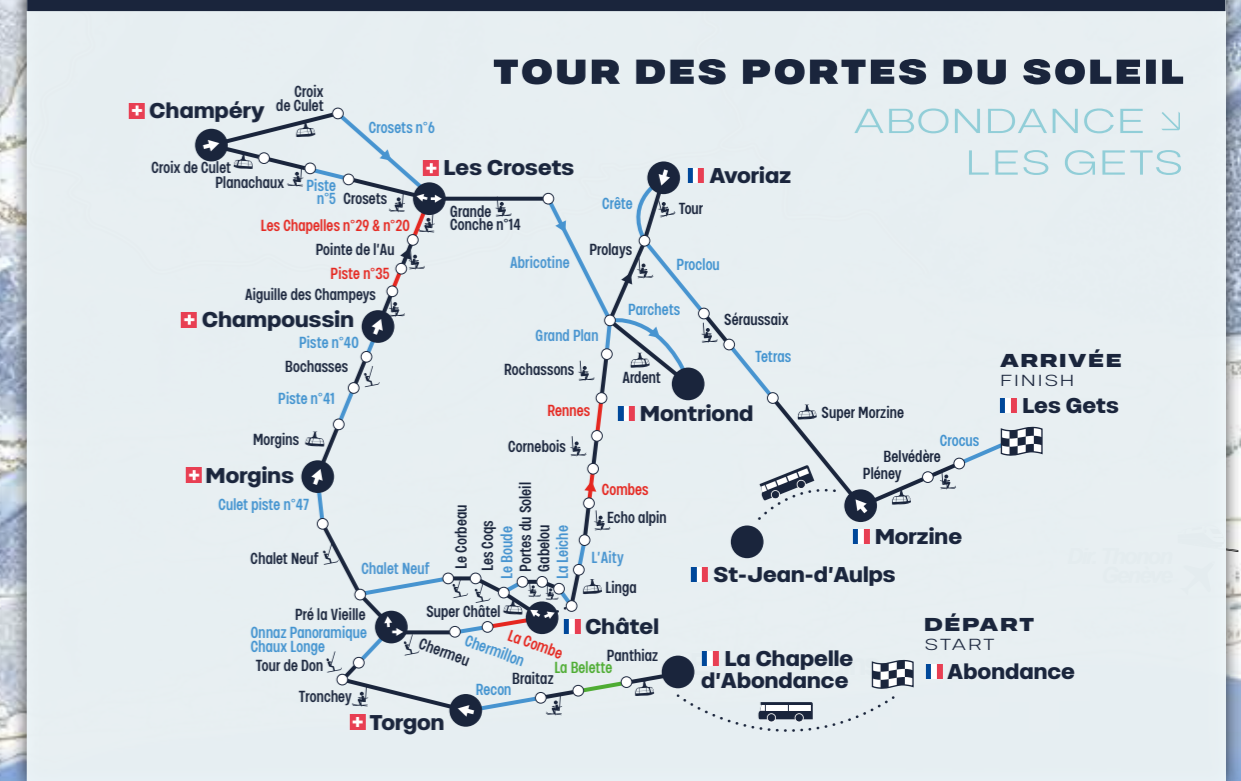 TOUR DES PORTES DU SOLEIL
ABONDANCE
LES GETS
Croix
de Culet
Champéry
Crosets n°6
Croix de Culet
Planachaux
Piste
n°5
Crosets
Les Crosets
Grande
Conche n°14
Les Chapelles n°29 & n°20
Pointe de l'Au
Piste n°35
Aiguille des Champeys
Champoussin
Piste n°40
Bochasses
Piste n°41
Morgins
Morgins
Culet piste n°47
Chalet Neuf
Chalet Neuf
Le Corbeau
Les Coqs
Le Boude
Portes du Soleil
Gabelou
La Leiche
Super Châtel
Pré la Vieille
Onnaz Panoramique
Chaux Longe
Tour de Don
Tronchey
Chermeu
Chermillon
La Combe
Châtel
Torgon
Recon
Braitaz
La Belette
Panthiaz
La Chapelle
d'Abondance
DÉPART
START
Abondance
Linga
L'Aity
Echo alpin
Combes
Cornebois
Rennes
Rochassons
Grand Plan
Abricotine
Parchets
Ardent
Montriond
Prolays
Crête
Tour
Avoriaz
Proclou
Séraussaix
Tetras
Super Morzine
Morzine
St-Jean-d'Aulps
Pléney
Belvédère
Crocus
ARRIVÉE
FINISH
Les Gets